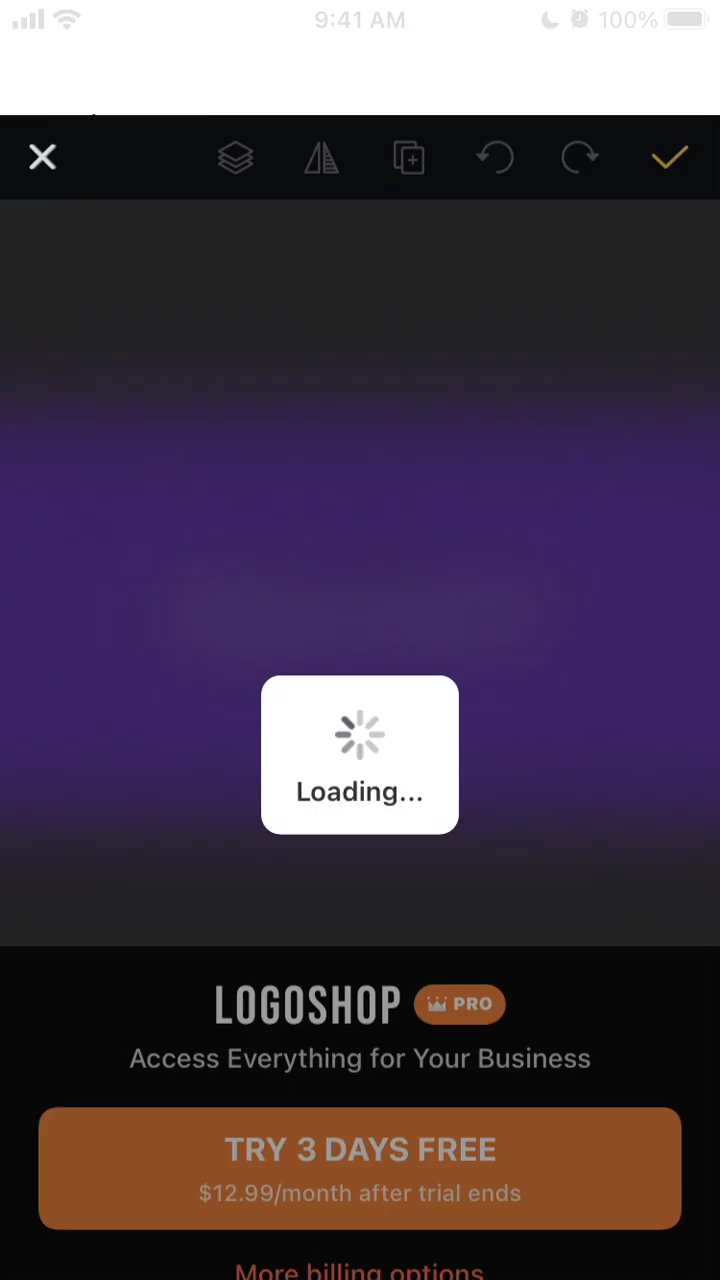 9:41 AM
100%
Loading...
LOGOSHOP PRO
Access Everything for Your Business
TRY 3 DAYS FREE
$12.99/month after trial ends
More billing options